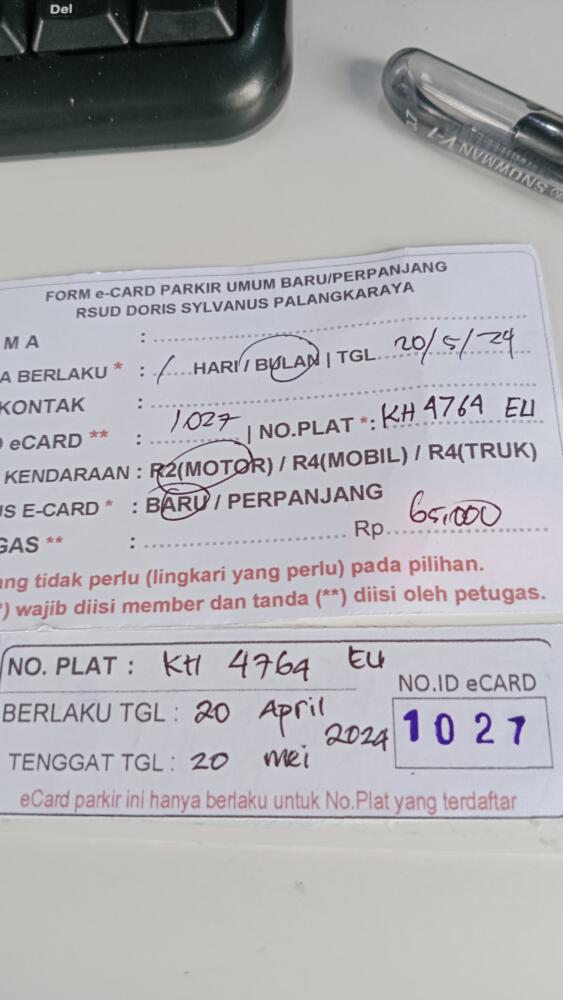 Del
SNOWMAN V-1
FORM e-CARD PARKIR UMUM BARU/PERPANJANG
RSUD DORIS SYLVANUS PALANGKARAYA
MA :
A BERLAKU * : 1 HARI / BULAN | TGL 20/5/24
KONTAK :
eCARD ** : 1027 | NO.PLAT *: KH 4764 EU
KENDARAAN : R2(MOTOR) / R4(MOBIL) / R4(TRUK)
S E-CARD * : BARU / PERPANJANG
GAS ** : Rp 65.000
ng tidak perlu (lingkari yang perlu) pada pilihan.
) wajib diisi member dan tanda (**) diisi oleh petugas.
NO. PLAT : KH 4764 EU
NO.ID eCARD
BERLAKU TGL : 20 April
2024
1027
TENGGAT TGL : 20 mei
eCard parkir ini hanya berlaku untuk No.Plat yang terdaftar